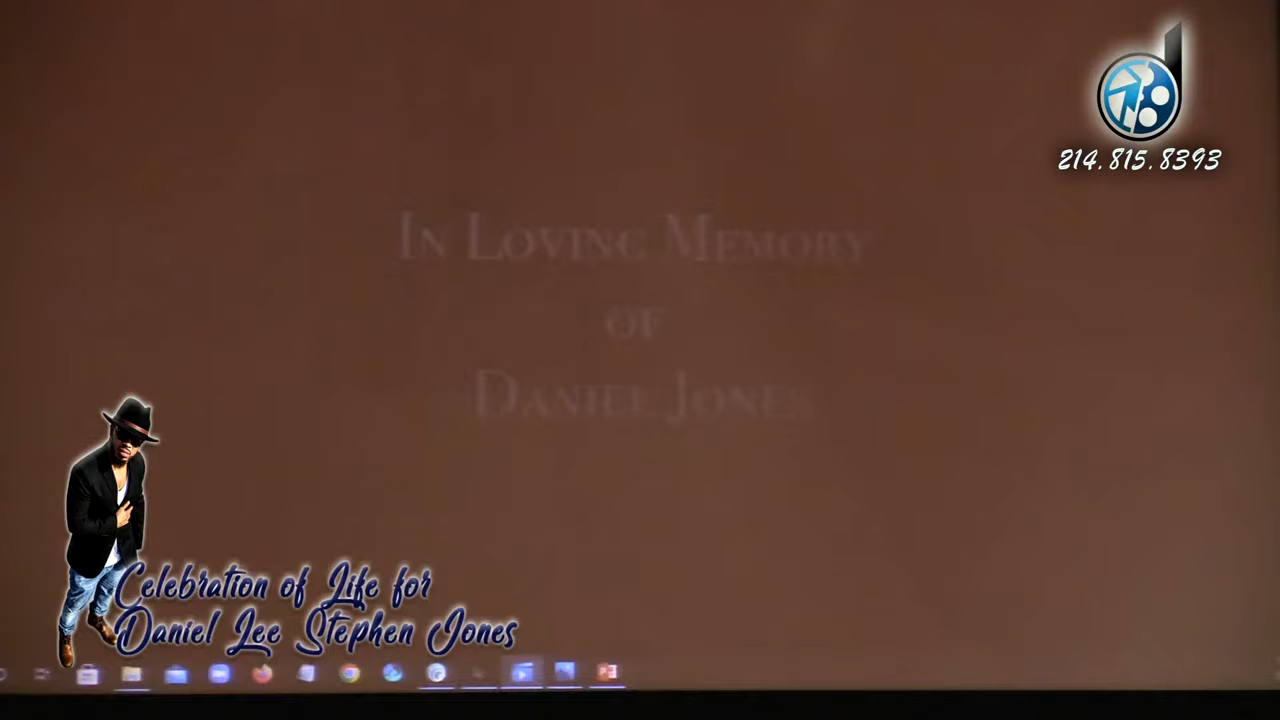 214.815.8393
In Loving Memory
of
Daniel Jones
Celebration of Life for
Daniel Lee Stephen Jones